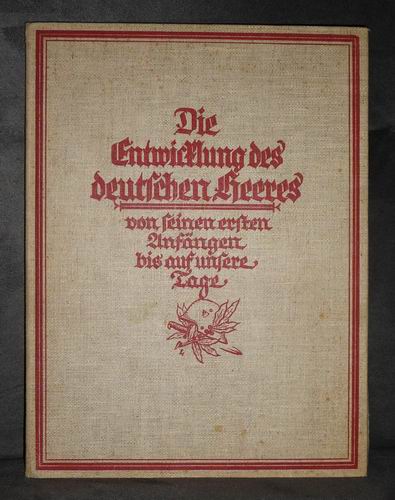 Die
Entwicklung des
deutschen Heeres
von seinen ersten
Anfängen
bis auf unsere
Tage